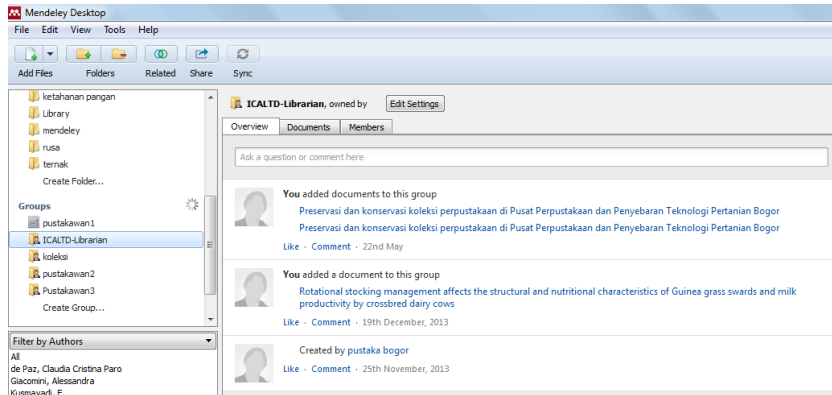 Mendeley Desktop
File Edit View Tools Help
Add Files Folders Related Share Sync
ketahanan pangan
Library
mendeley
rusa
ternak
Create Folder...
Groups
pustakawan1
ICALTD-Librarian
koleksi
pustakawan2
Pustakawan3
Create Group...
Filter by Authors
All
de Paz, Claudia Cristina Paro
Giacomini, Alessandra
Kusmayadi, E.
ICALTD-Librarian, owned by Edit Settings
Overview Documents Members
Ask a question or comment here
You added documents to this group
Preservasi dan konservasi koleksi perpustakaan di Pusat Perpustakaan dan Penyebaran Teknologi Pertanian Bogor
Preservasi dan konservasi koleksi perpustakaan di Pusat Perpustakaan dan Penyebaran Teknologi Pertanian Bogor
Like · Comment · 22nd May
You added a document to this group
Rotational stocking management affects the structural and nutritional characteristics of Guinea grass swards and milk
productivity by crossbred dairy cows
Like · Comment · 19th December, 2013
Created by pustaka bogor
Like · Comment · 25th November, 2013